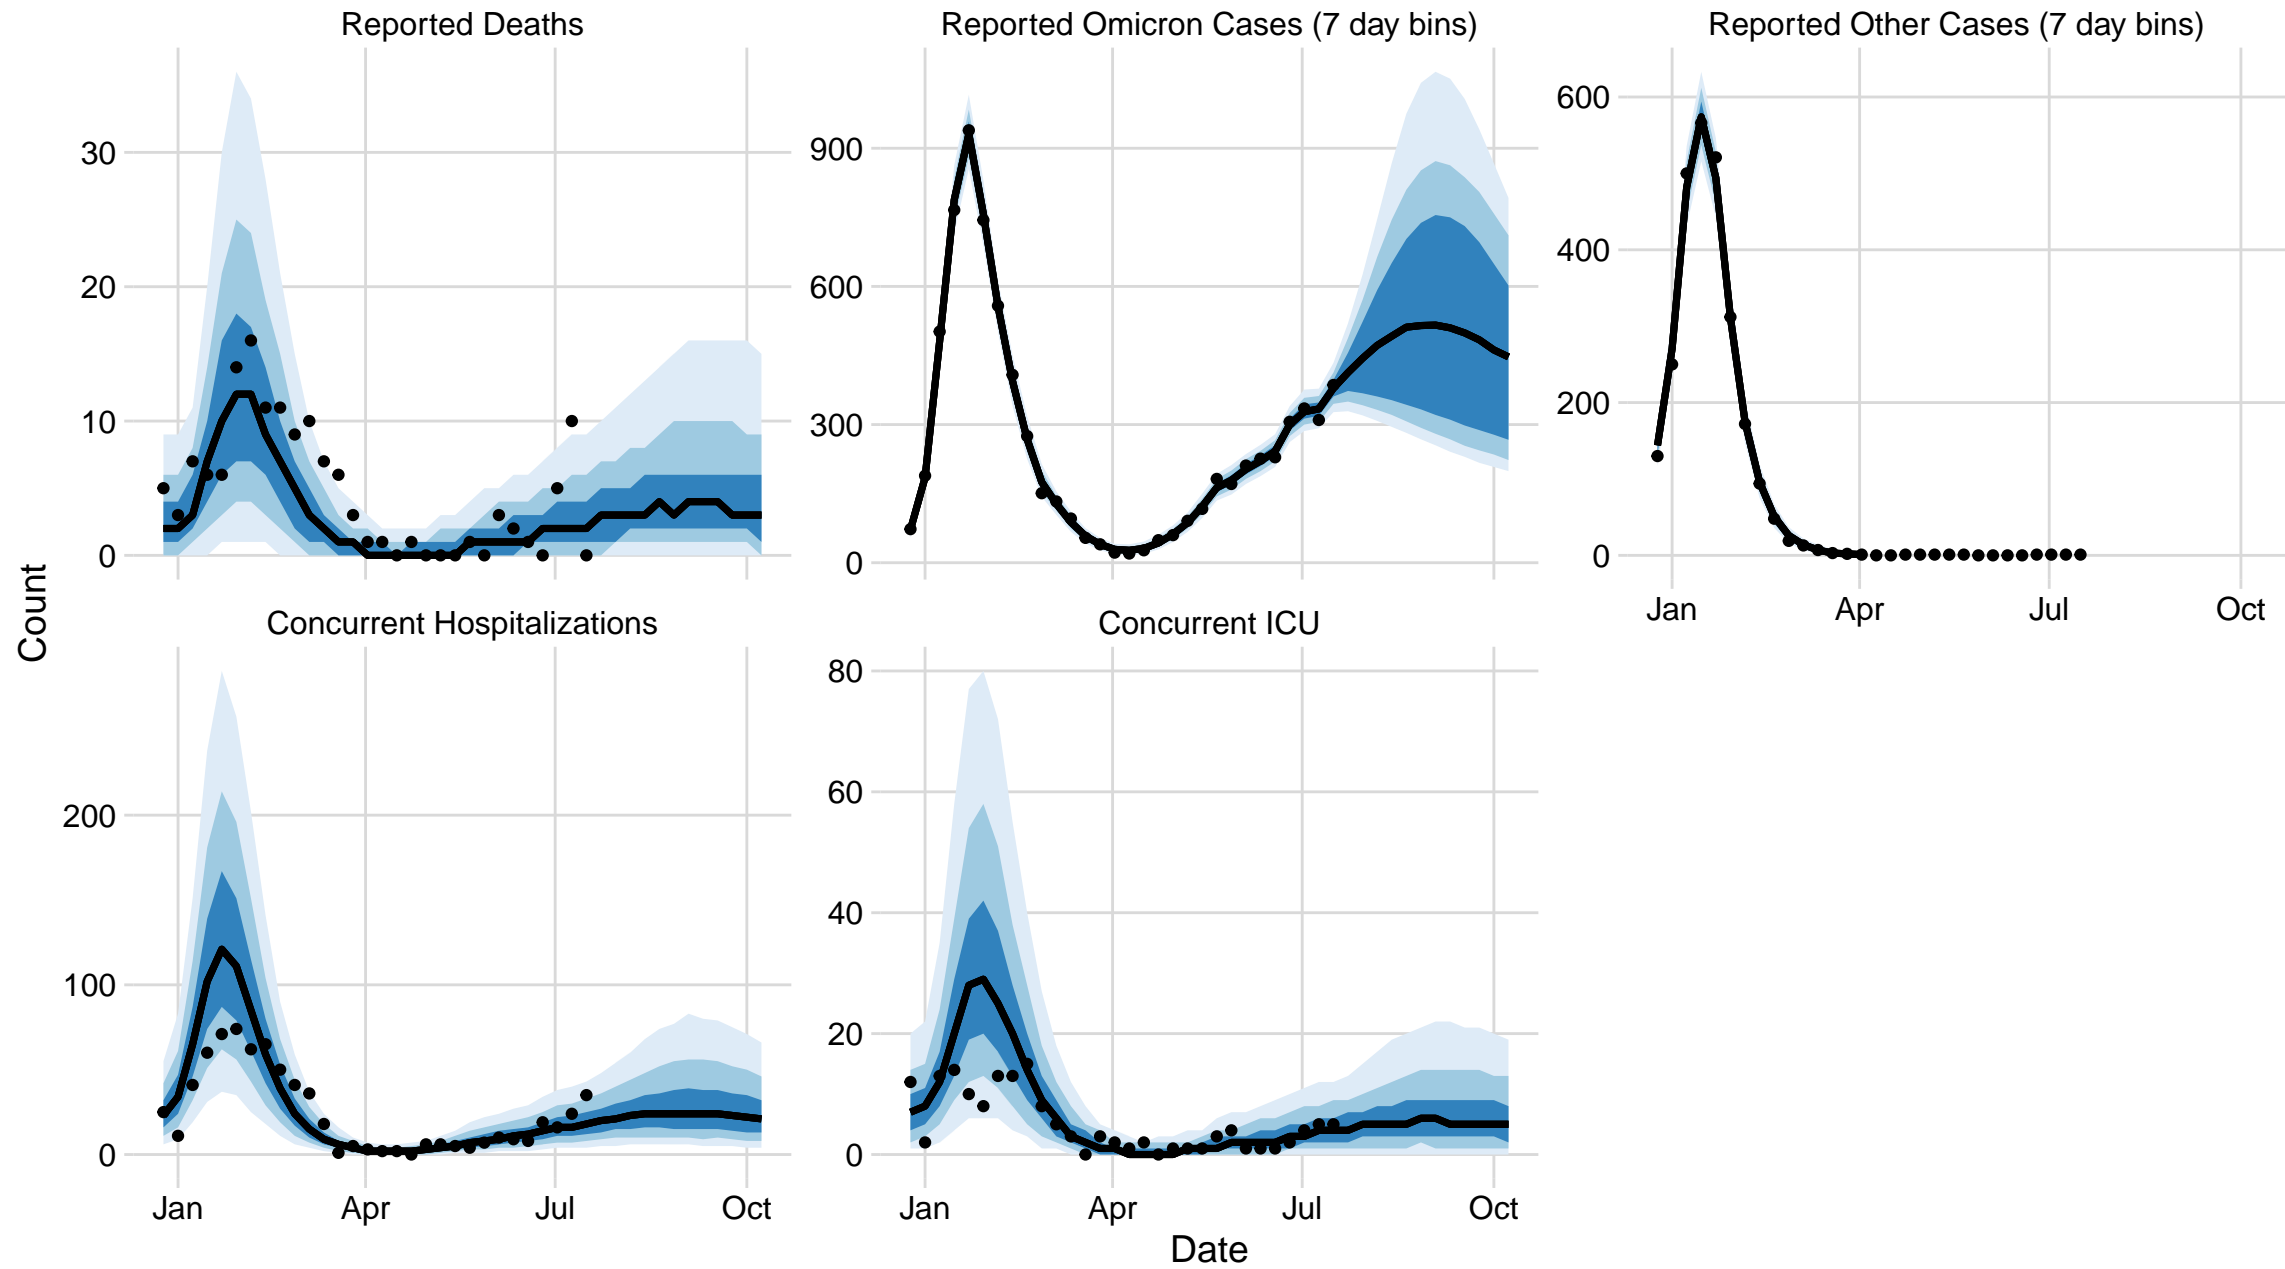 Reported Deaths
Reported Omicron Cases (7 day bins)
Reported Other Cases (7 day bins)
30
20
10
0
900
600
300
0
600
400
200
0
Jan Apr Jul Oct
Count
Concurrent Hospitalizations
Concurrent ICU
200
100
0
80
60
40
20
0
Jan Apr Jul Oct
Jan Apr Jul Oct
Date